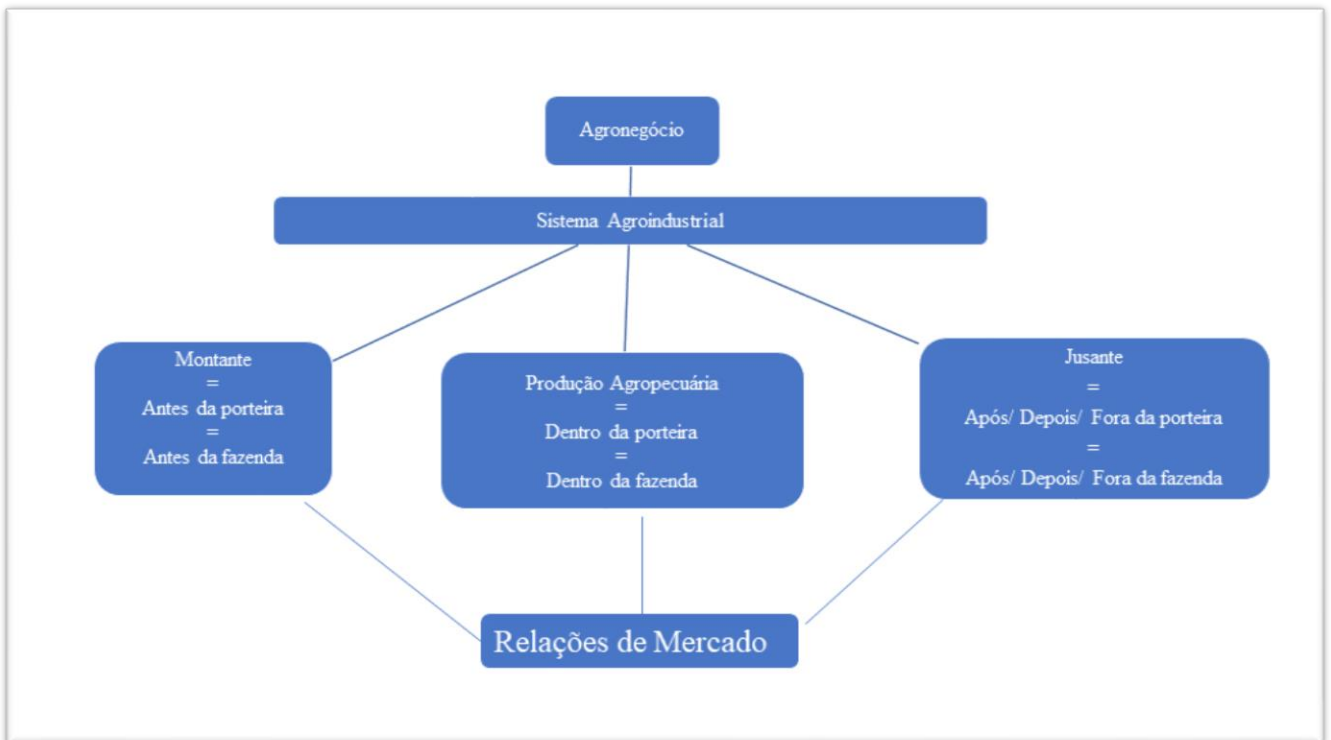 Agronegócio
Sistema Agroindustrial
Montante
=
Antes da porteira
=
Antes da fazenda
Produção Agropecuária
=
Dentro da porteira
=
Dentro da fazenda
Jusante
=
Após/ Depois/ Fora da porteira
=
Após/ Depois/ Fora da fazenda
Relações de Mercado